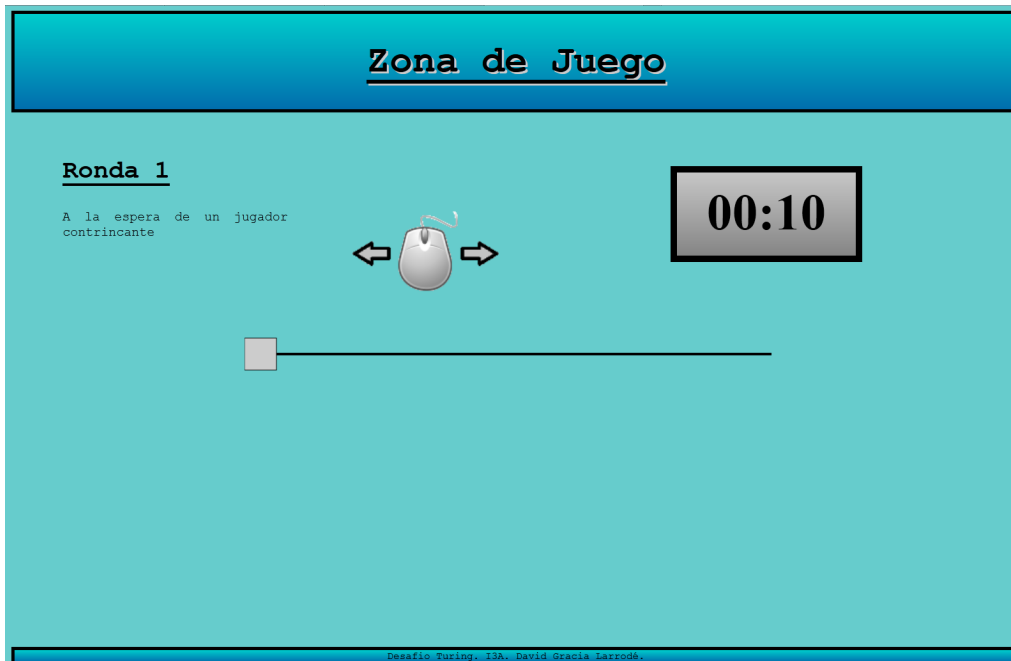 Zona de Juego
Ronda 1
A la espera de un jugador
contrincante
00:10
Desafío Turing. I3A. David Gracia Larrodé.